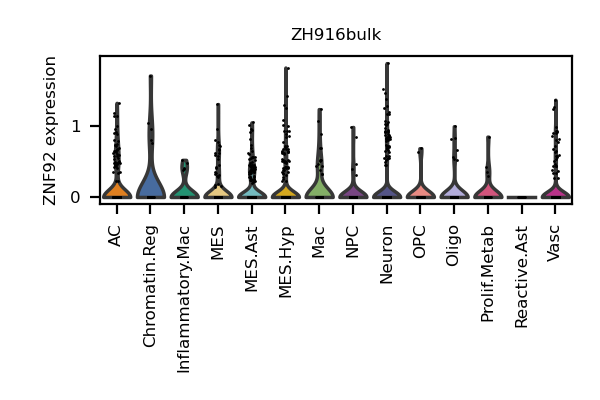 ZH916bulk
ZNF92 expression
1
0
AC
Chromatin.Reg
Inflammatory.Mac
MES
MES.Ast
MES.Hyp
Mac
NPC
Neuron
OPC
Oligo
Prolif.Metab
Reactive.Ast
Vasc